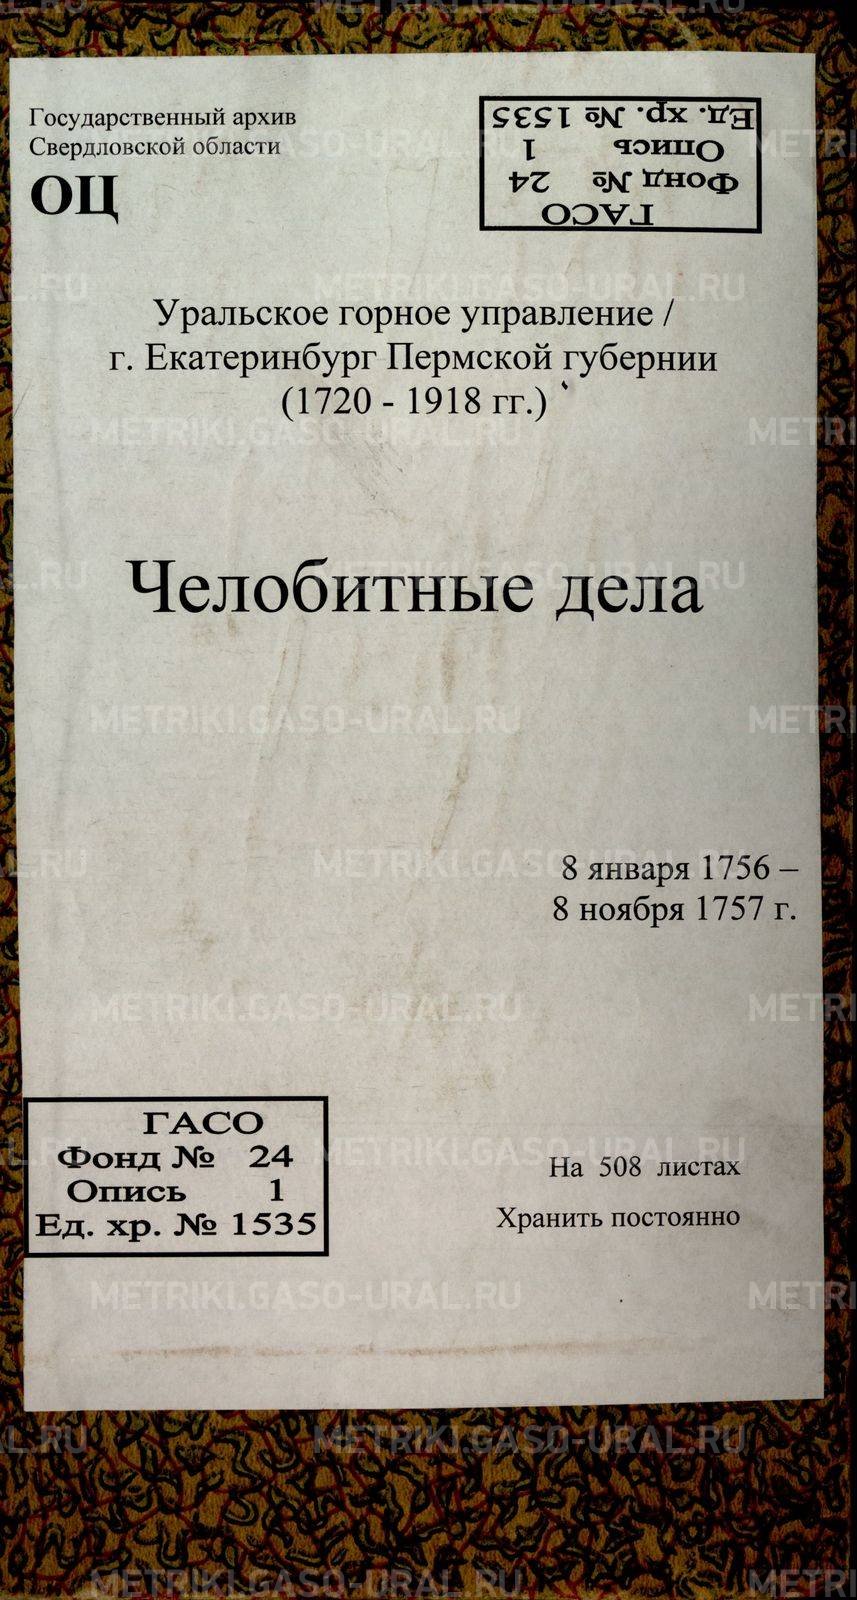 Государственный архив
Свердловской области
ОЦ
ГАСО
Фонд № 24
Опись 1
Ед. хр. № 1535
Уральское горное управление /
г. Екатеринбург Пермской губернии
(1720 - 1918 гг.)
Челобитные дела
8 января 1756 –
8 ноября 1757 г.
ГАСО
Фонд № 24
Опись 1
Ед. хр. № 1535
На 508 листах
Хранить постоянно
METRIKI.GASO-URAL.RU